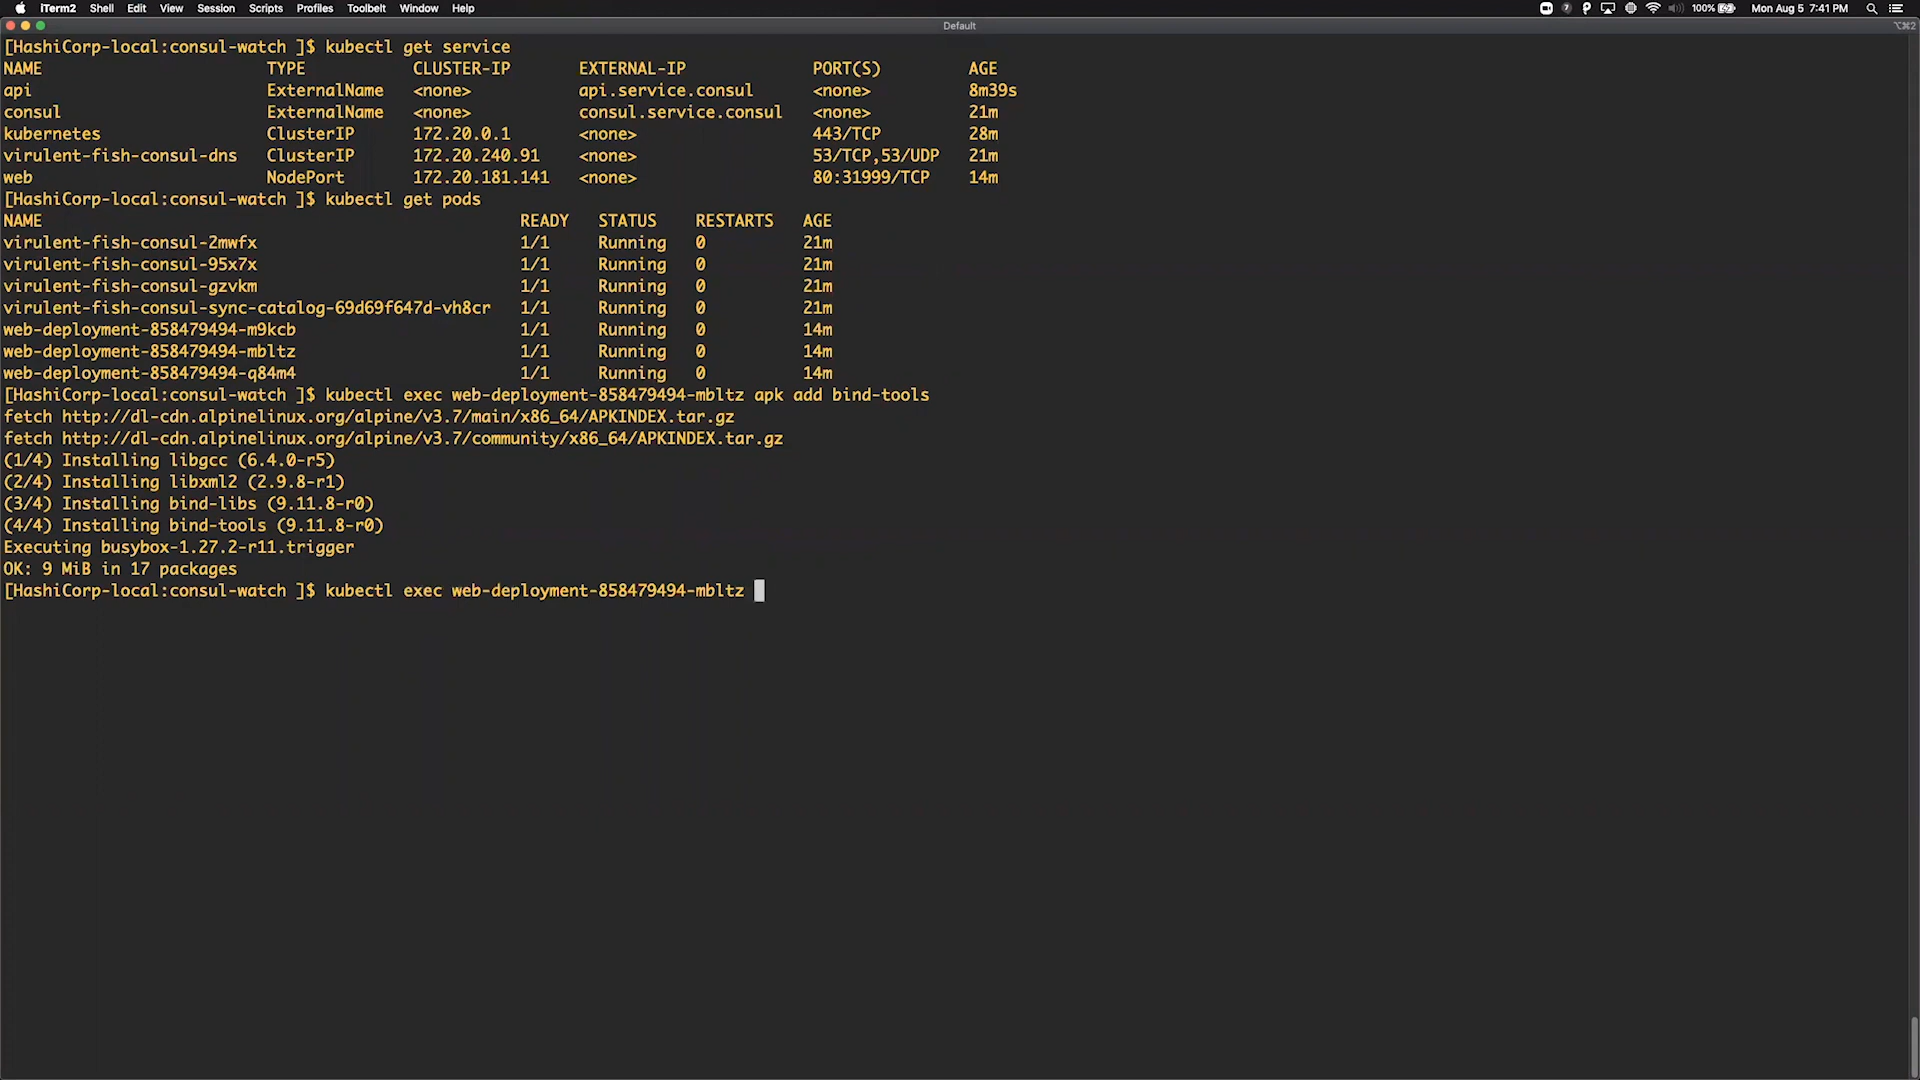 iTerm2 Shell Edit View Session Scripts Profiles Toolbelt Window Help 100% Mon Aug 5 7:41 PM
Default ⌥⌘2
[HashiCorp-local:consul-watch ]$ kubectl get service
NAME TYPE CLUSTER-IP EXTERNAL-IP PORT(S) AGE
api ExternalName <none> api.service.consul <none> 8m39s
consul ExternalName <none> consul.service.consul <none> 21m
kubernetes ClusterIP 172.20.0.1 <none> 443/TCP 28m
virulent-fish-consul-dns ClusterIP 172.20.240.91 <none> 53/TCP,53/UDP 21m
web NodePort 172.20.181.141 <none> 80:31999/TCP 14m
[HashiCorp-local:consul-watch ]$ kubectl get pods
NAME READY STATUS RESTARTS AGE
virulent-fish-consul-2mwfx 1/1 Running 0 21m
virulent-fish-consul-95x7x 1/1 Running 0 21m
virulent-fish-consul-gzvkm 1/1 Running 0 21m
virulent-fish-consul-sync-catalog-69d69f647d-vh8cr 1/1 Running 0 21m
web-deployment-858479494-m9kcb 1/1 Running 0 14m
web-deployment-858479494-mbltz 1/1 Running 0 14m
web-deployment-858479494-q84m4 1/1 Running 0 14m
[HashiCorp-local:consul-watch ]$ kubectl exec web-deployment-858479494-mbltz apk add bind-tools
fetch http://dl-cdn.alpinelinux.org/alpine/v3.7/main/x86_64/APKINDEX.tar.gz
fetch http://dl-cdn.alpinelinux.org/alpine/v3.7/community/x86_64/APKINDEX.tar.gz
(1/4) Installing libgcc (6.4.0-r5)
(2/4) Installing libxml2 (2.9.8-r1)
(3/4) Installing bind-libs (9.11.8-r0)
(4/4) Installing bind-tools (9.11.8-r0)
Executing busybox-1.27.2-r11.trigger
OK: 9 MiB in 17 packages
[HashiCorp-local:consul-watch ]$ kubectl exec web-deployment-858479494-mbltz